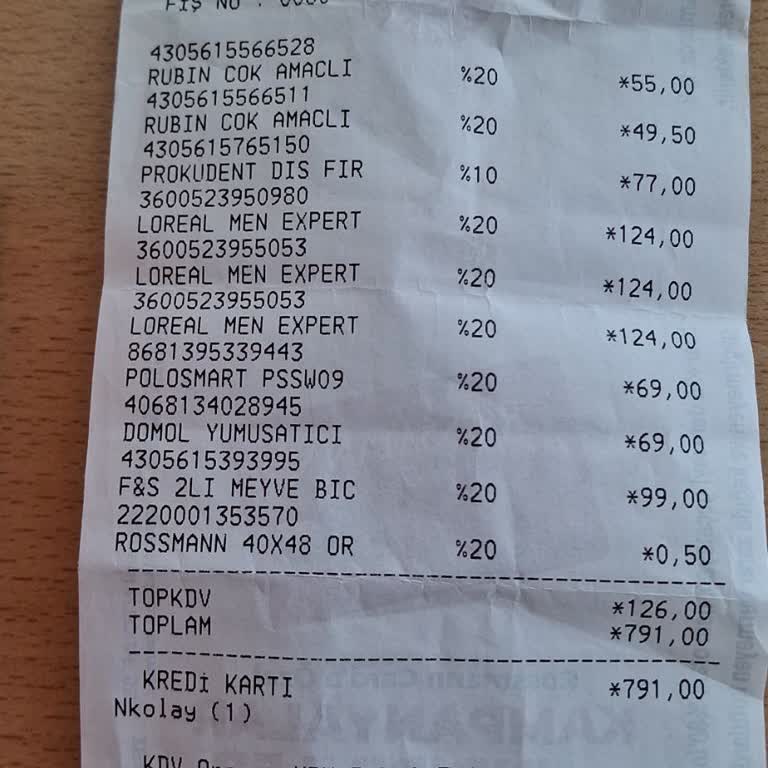 FİŞ NO :
4305615566528
RUBIN COK AMACLI %20 *55,00
4305615566511
RUBIN COK AMACLI %20 *49,50
4305615765150
PROKUDENT DIS FIR %10 *77,00
3600523950980
LOREAL MEN EXPERT %20 *124,00
3600523955053
LOREAL MEN EXPERT %20 *124,00
3600523955053
LOREAL MEN EXPERT %20 *124,00
8681395339443
POLOSMART PSSW09 %20 *69,00
4068134028945
DOMOL YUMUSATICI %20 *69,00
4305615393995
F&S 2LI MEYVE BIC %20 *99,00
2220001353570
ROSSMANN 40X48 OR %20 *0,50
TOPKDV *126,00
TOPLAM *791,00
KREDİ KARTI *791,00
Nkolay (1)
KDV